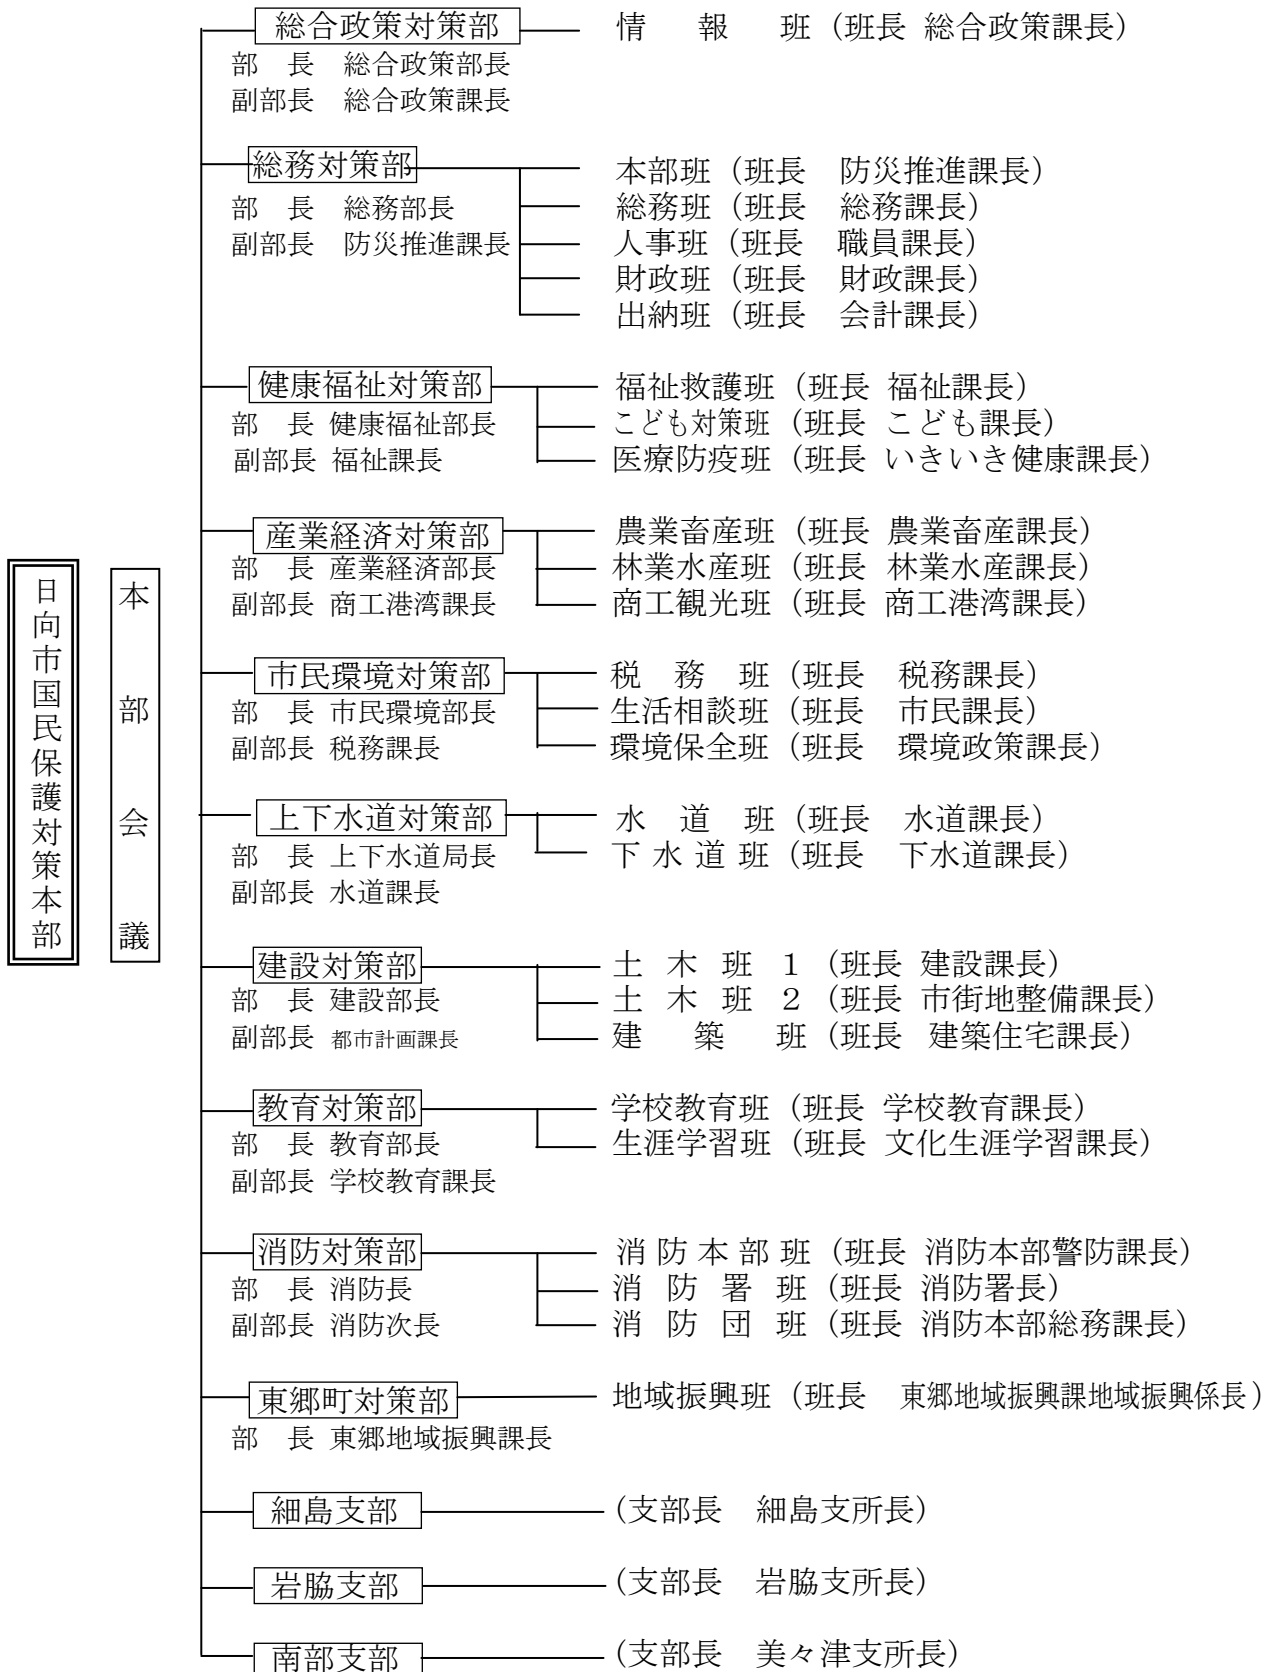 日向市国民保護対策本部
本部会議
総合政策対策部　情　報　班（班長 総合政策課長）
部　長　総合政策部長
副部長　総合政策課長
総務対策部　本部班（班長　防災推進課長）
部　長　総務部長　総務班（班長　総務課長）
副部長　防災推進課長　人事班（班長　職員課長）
財政班（班長　財政課長）
出納班（班長　会計課長）
健康福祉対策部　福祉救護班（班長 福祉課長）
部　長 健康福祉部長　こども対策班（班長 こども課長）
副部長 福祉課長　医療防疫班（班長 いきいき健康課長）
産業経済対策部　農業畜産班（班長 農業畜産課長）
部　長 産業経済部長　林業水産班（班長 林業水産課長）
副部長 商工港湾課長　商工観光班（班長 商工港湾課長）
市民環境対策部　税　務　班（班長　税務課長）
部　長 市民環境部長　生活相談班（班長　市民課長）
副部長 税務課長　環境保全班（班長　環境政策課長）
上下水道対策部　水　道　班（班長　水道課長）
部　長 上下水道局長　下 水 道 班（班長　下水道課長）
副部長 水道課長
建設対策部　土 木 班 １（班長 建設課長）
部　長 建設部長　土 木 班 ２（班長 市街地整備課長）
副部長 都市計画課長　建　築　班（班長 建築住宅課長）
教育対策部　学校教育班（班長 学校教育課長）
部　長 教育部長　生涯学習班（班長 文化生涯学習課長）
副部長 学校教育課長
消防対策部　消 防 本 部 班（班長 消防本部警防課長）
部　長 消防長　消 防 署 班（班長 消防署長）
副部長 消防次長　消 防 団 班（班長 消防本部総務課長）
東郷町対策部　地域振興班（班長　東郷地域振興課地域振興係長）
部　長 東郷地域振興課長
細島支部　（支部長　細島支所長）
岩脇支部　（支部長　岩脇支所長）
南部支部　（支部長　美々津支所長）